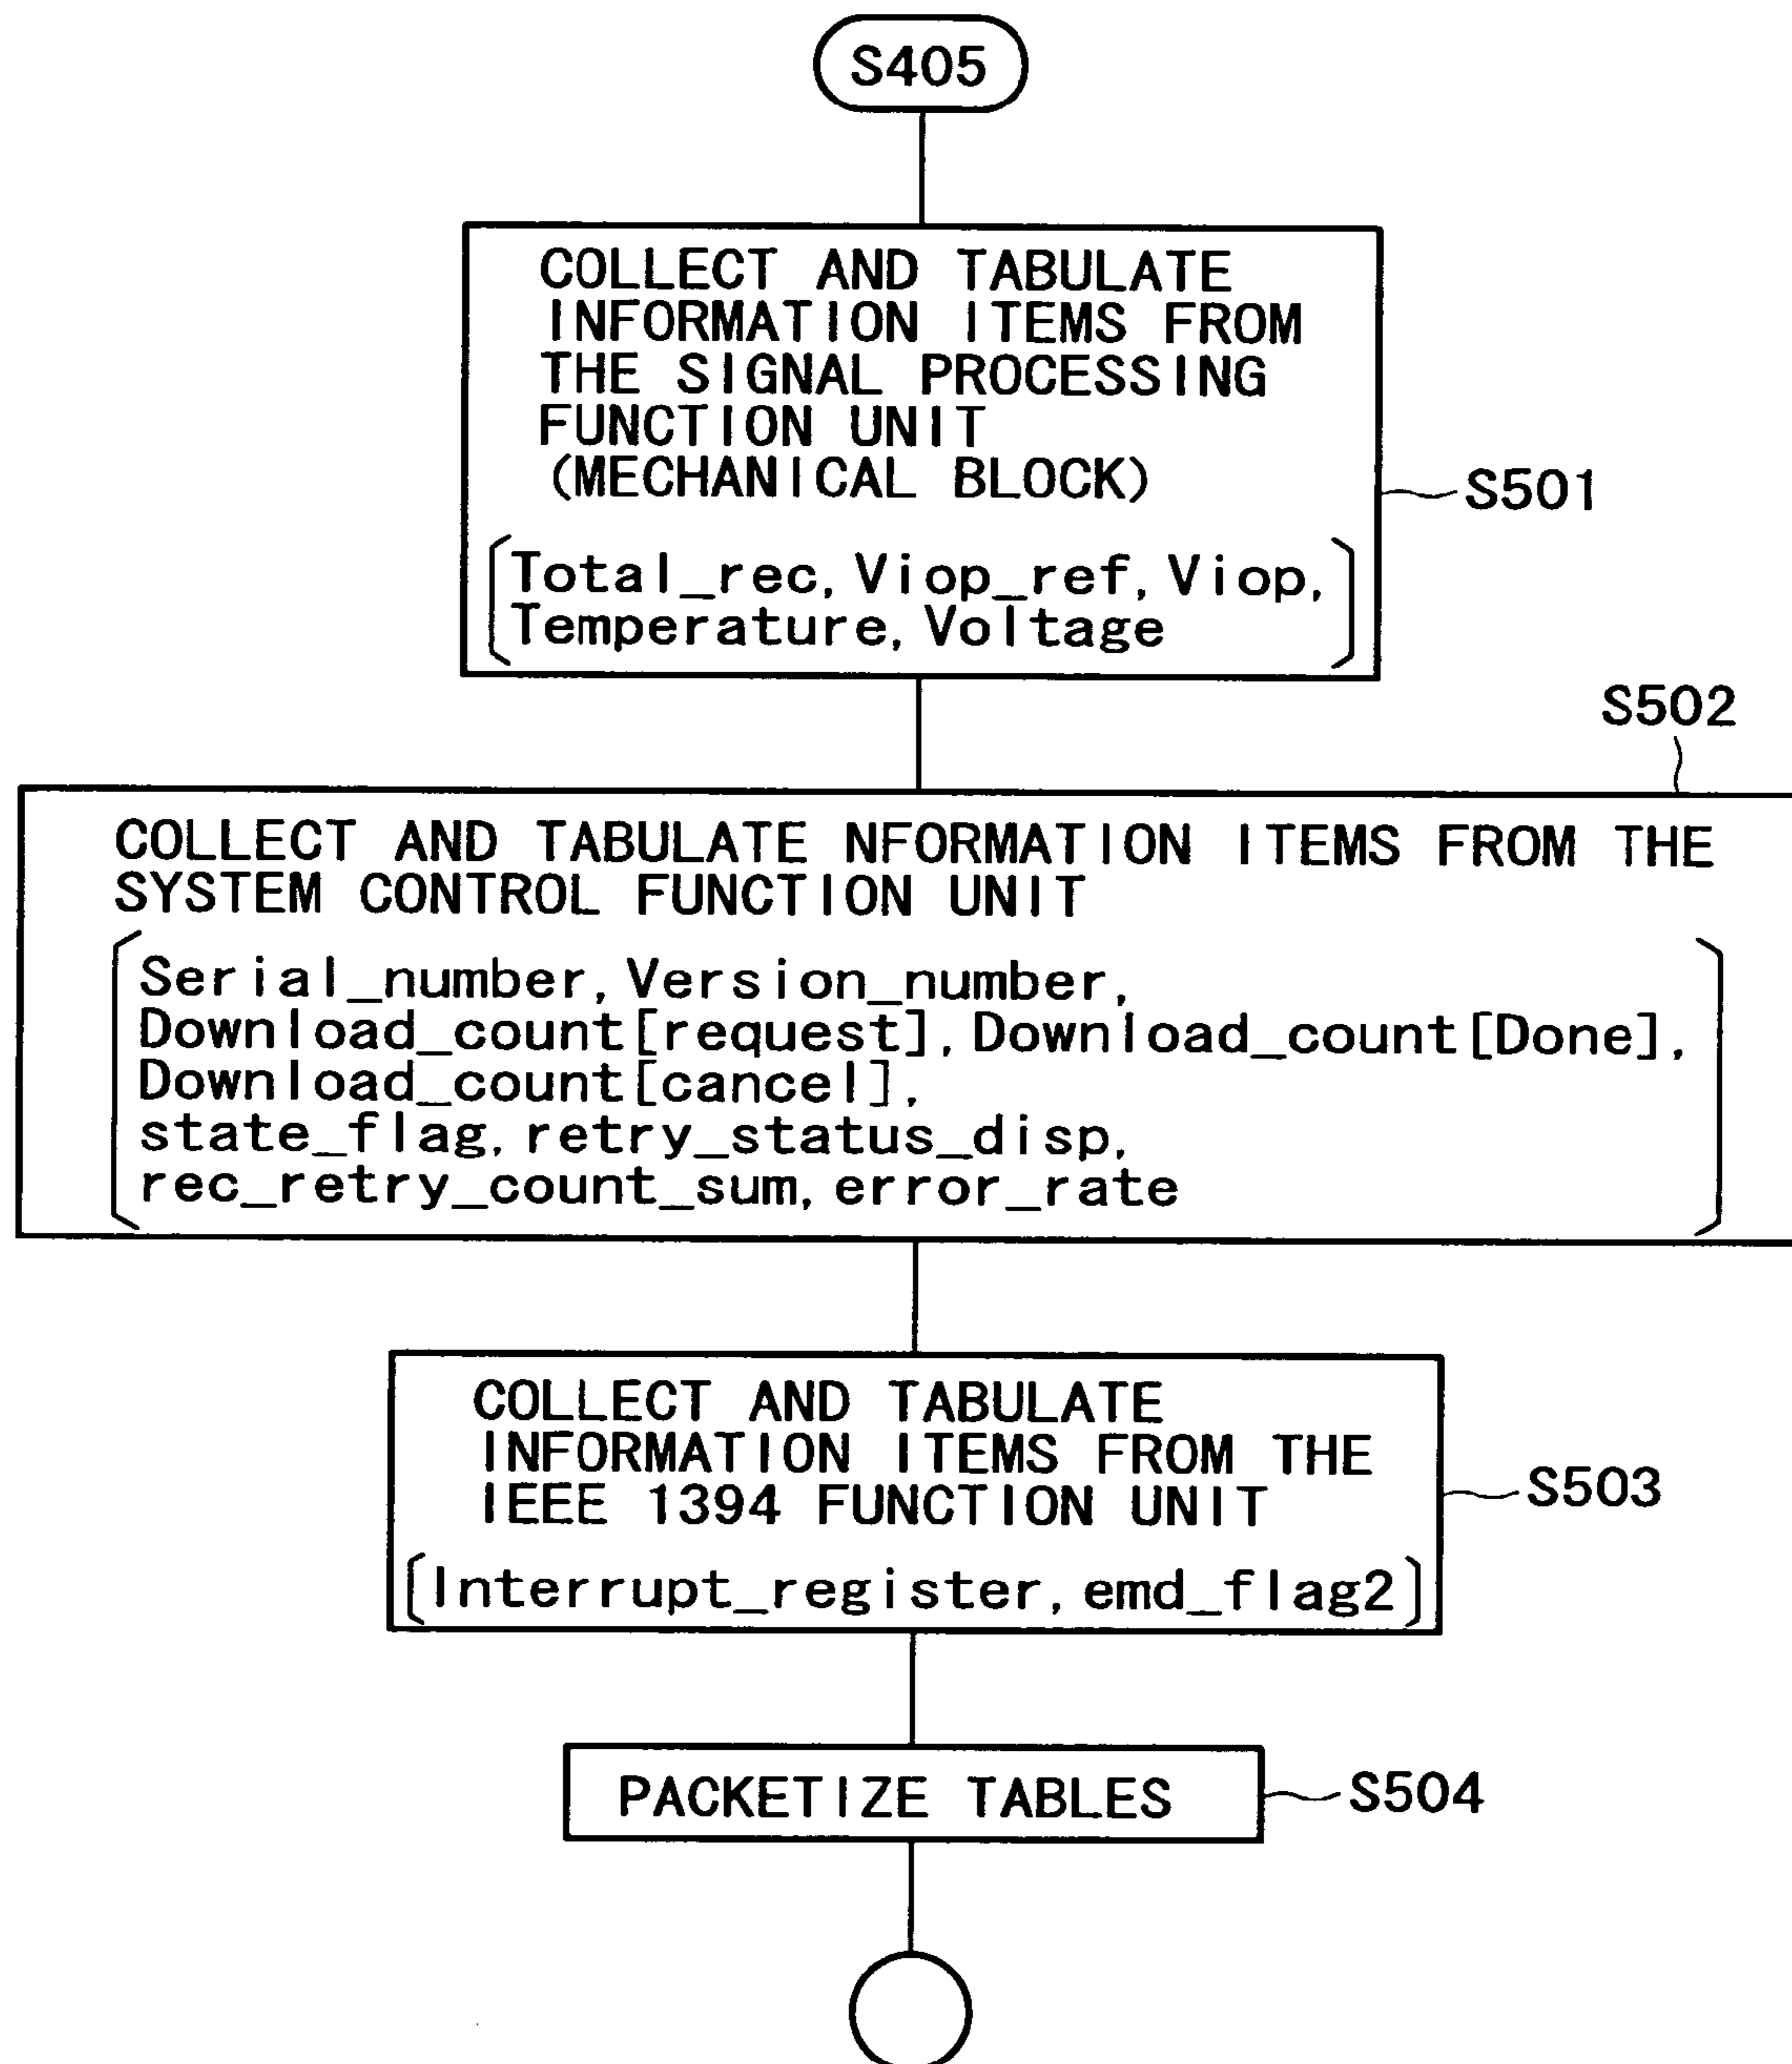 S405
COLLECT AND TABULATE
INFORMATION ITEMS FROM
THE SIGNAL PROCESSING
FUNCTION UNIT
(MECHANICAL BLOCK)
S501
Total_rec, Viop_ref, Viop,
Temperature, Voltage
S502
COLLECT AND TABULATE NFORMATION ITEMS FROM THE
SYSTEM CONTROL FUNCTION UNIT
Serial_number, Version_number,
Download_count[request], Download_count[Done],
Download_count[cancel],
state_flag, retry_status_disp,
rec_retry_count_sum, error_rate
COLLECT AND TABULATE
INFORMATION ITEMS FROM THE
IEEE 1394 FUNCTION UNIT
S503
[Interrupt_register, emd_flag2]
PACKETIZE TABLES
S504